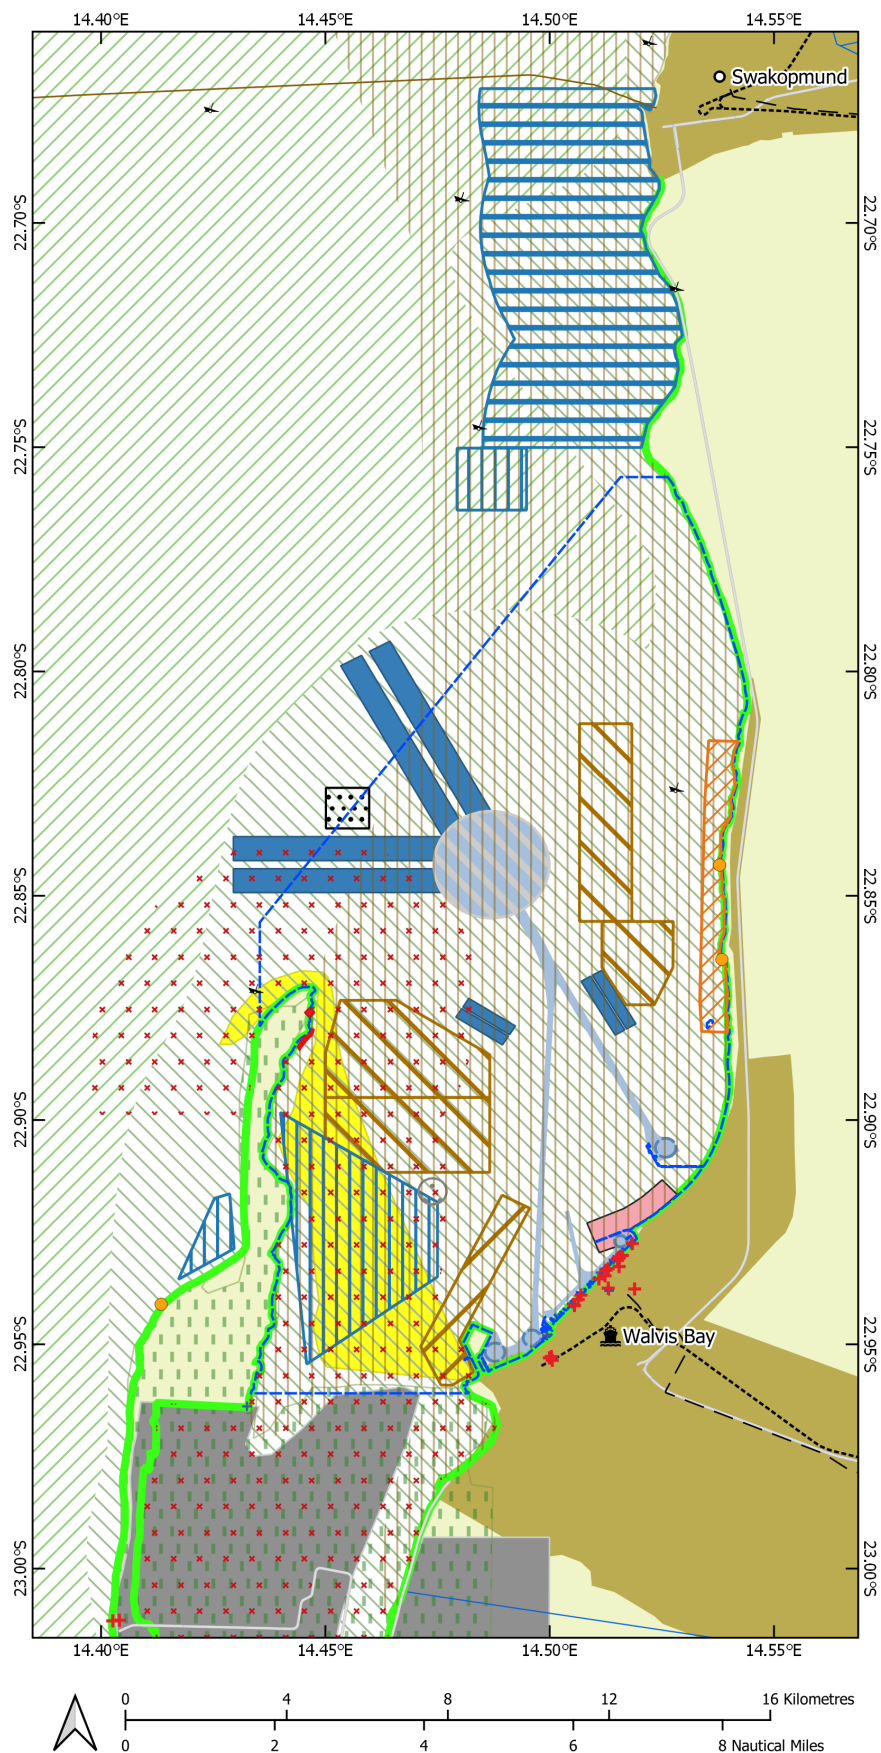 14.40°E 14.45°E 14.50°E 14.55°E
Swakopmund
22.70°S 22.70°S
22.75°S 22.75°S
22.80°S 22.80°S
22.85°S 22.85°S
22.90°S 22.90°S
Walvis Bay
22.95°S 22.95°S
23.00°S 23.00°S
14.40°E 14.45°E 14.50°E 14.55°E
0 4 8 12 16 Kilometres
0 2 4 6 8 Nautical Miles